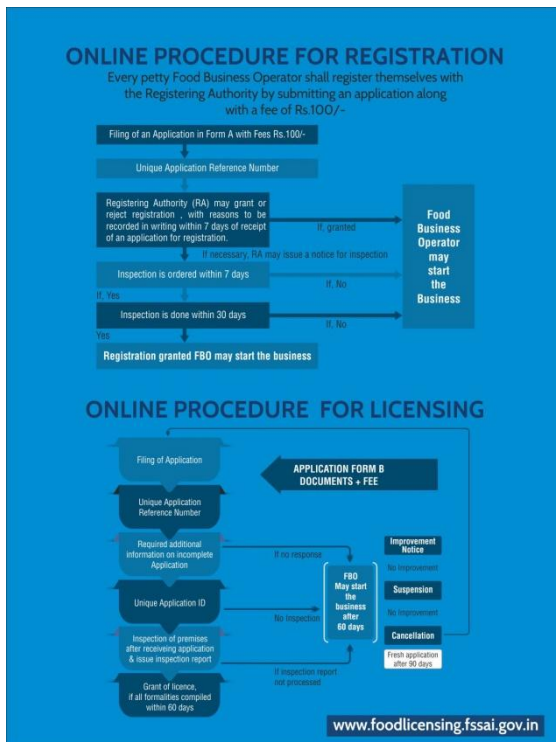 ONLINE PROCEDURE FOR REGISTRATION
Every petty Food Business Operator shall register themselves with
the Registering Authority by submitting an application along
with a fee of Rs.100/-
Filing of an Application in Form A with Fees Rs.100/-
Unique Application Reference Number
Registering Authority (RA) may grant or
reject registration , with reasons to be
recorded in writing within 7 days of receipt
of an application for registration.
If, granted
Food
Business
Operator
may
start
the
Business
If necessary, RA may issue a notice for inspection
Inspection is ordered within 7 days
If, No
If, Yes
Inspection is done within 30 days
If, No
Yes
Registration granted FBO may start the business
ONLINE PROCEDURE FOR LICENSING
Filing of Application
APPLICATION FORM B
DOCUMENTS + FEE
Unique Application
Reference Number
Required additional
information on incomplete
Application
If no response
Unique Application ID
No Inspection
Inspection of premises
after receiveing application
& issue inspection report
If inspection report
not processed
Grant of licence,
if all formalities compiled
within 60 days
FBO
May start
the
business
after
60 days
Improvement
Notice
No Improvement
Suspension
No Improvement
Cancellation
Fresh application
after 90 days
www.foodlicensing.fssai.gov.in